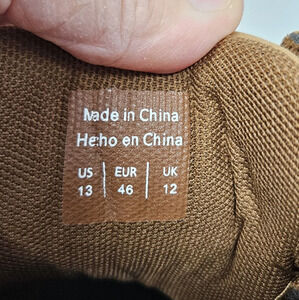 Made in China
Hecho en China
US | EUR | UK
13 | 46 | 12